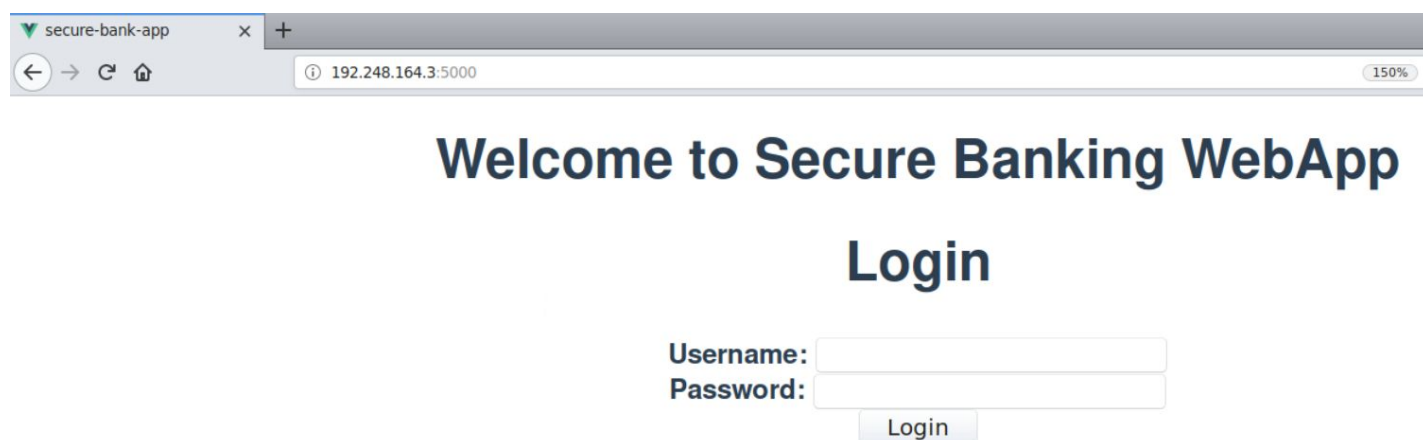 secure-bank-app
192.248.164.3:5000
150%
Welcome to Secure Banking WebApp
Login
Username:
Password:
Login